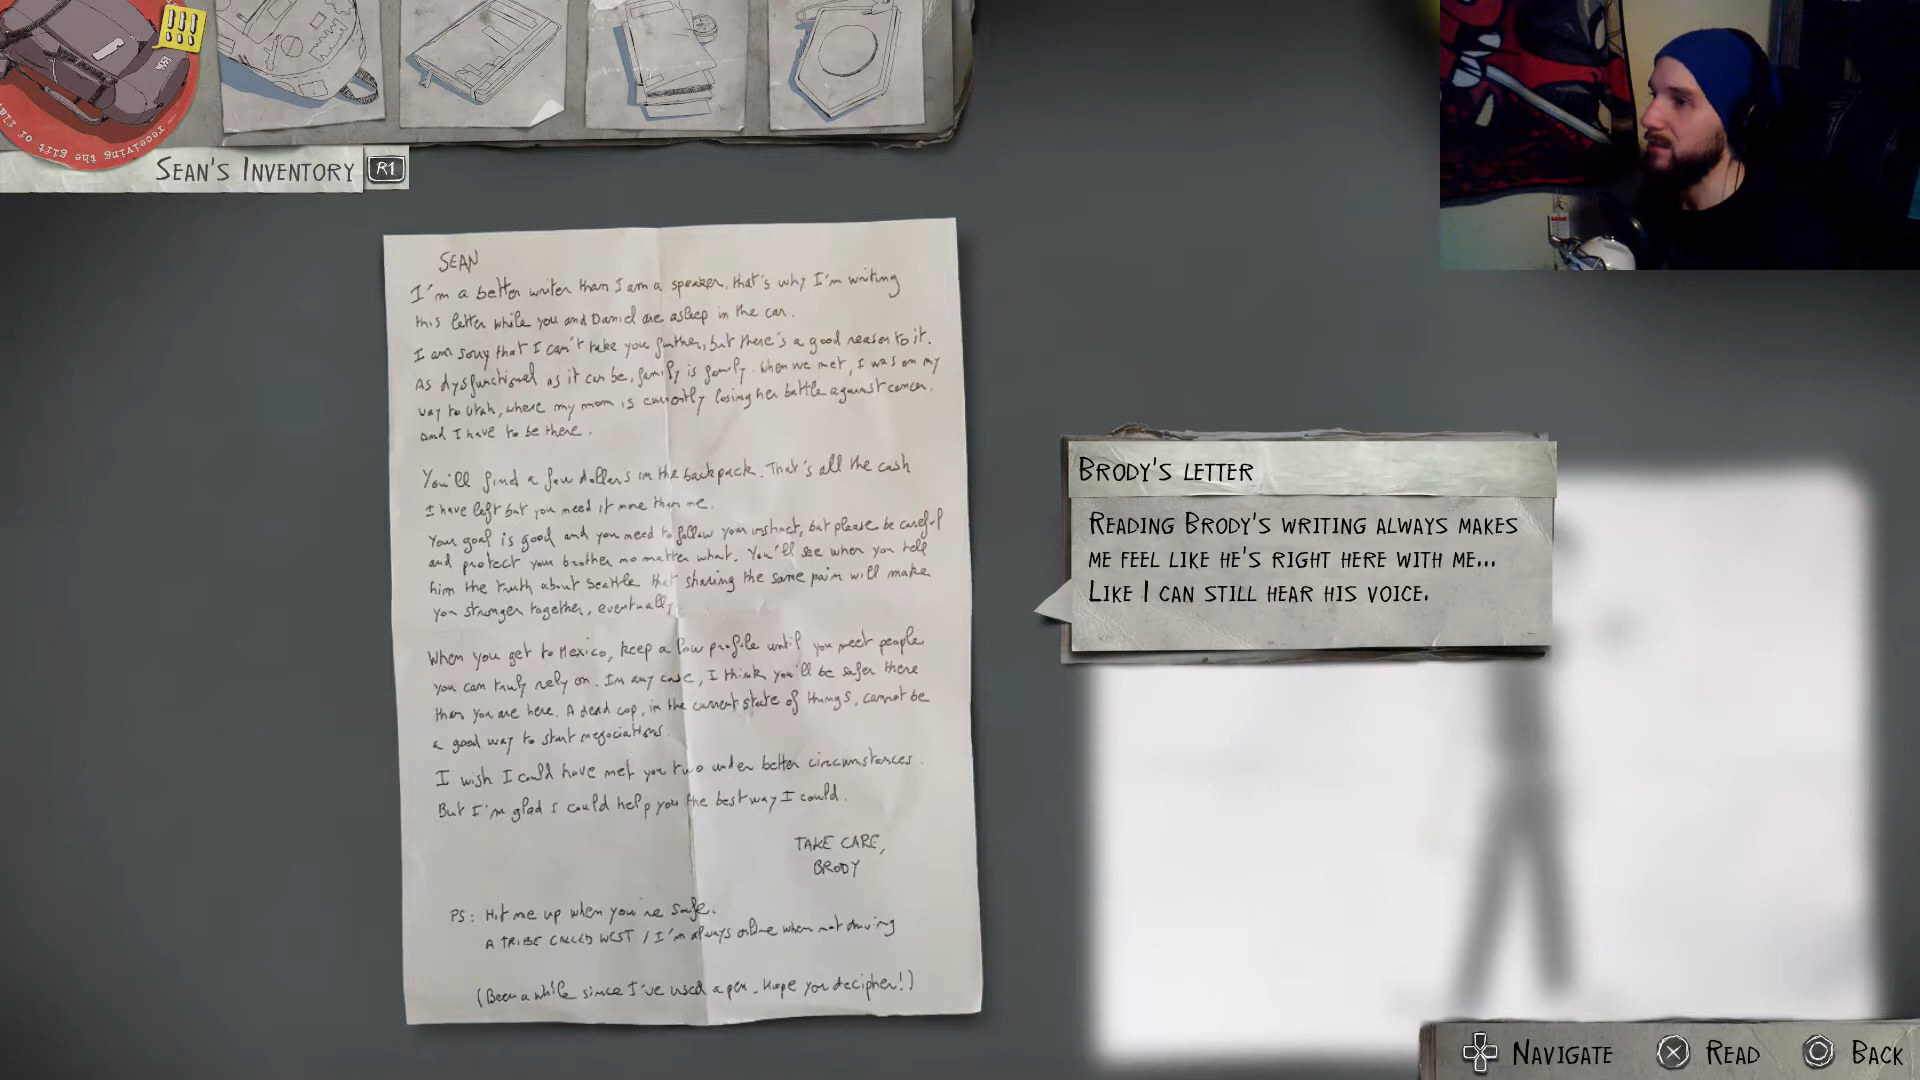 receiving the gift of
SEAN'S INVENTORY R1
SEAN
I'm a better writer than I am a speaker, that's why I'm writing
this letter while you and Daniel are asleep in the car.
I am sorry that I can't take you further, but there's a good reason to it.
As dysfunctional as it can be, family is family. When we met, I was on my
way to Utah, where my mom is currently losing her battle against cancer.
and I have to be there.
You'll find a few dollars in the backpack. That's all the cash
I have left but you need it more than me.
Your goal is good and you need to follow your instinct, but please be careful
and protect your brother no matter what. You'll see when you tell
him the truth about Seattle that sharing the same pain will make
you stronger together, eventually.
When you get to Mexico, keep a low profile until you meet people
you can truly rely on. In any case, I think you'll be safer there
than you are here. A dead cop, in the current state of things, cannot be
a good way to start negociations.
I wish I could have met you two under better circumstances.
But I'm glad I could help you the best way I could.
TAKE CARE,
BRODY
PS: Hit me up when you're safe.
A TRIBE CALLED WEST / I'm always online when not driving
(Been a while since I've used a pen. Hope you decipher!)
BRODY'S LETTER
READING BRODY'S WRITING ALWAYS MAKES
ME FEEL LIKE HE'S RIGHT HERE WITH ME...
LIKE I CAN STILL HEAR HIS VOICE.
NAVIGATE READ BACK